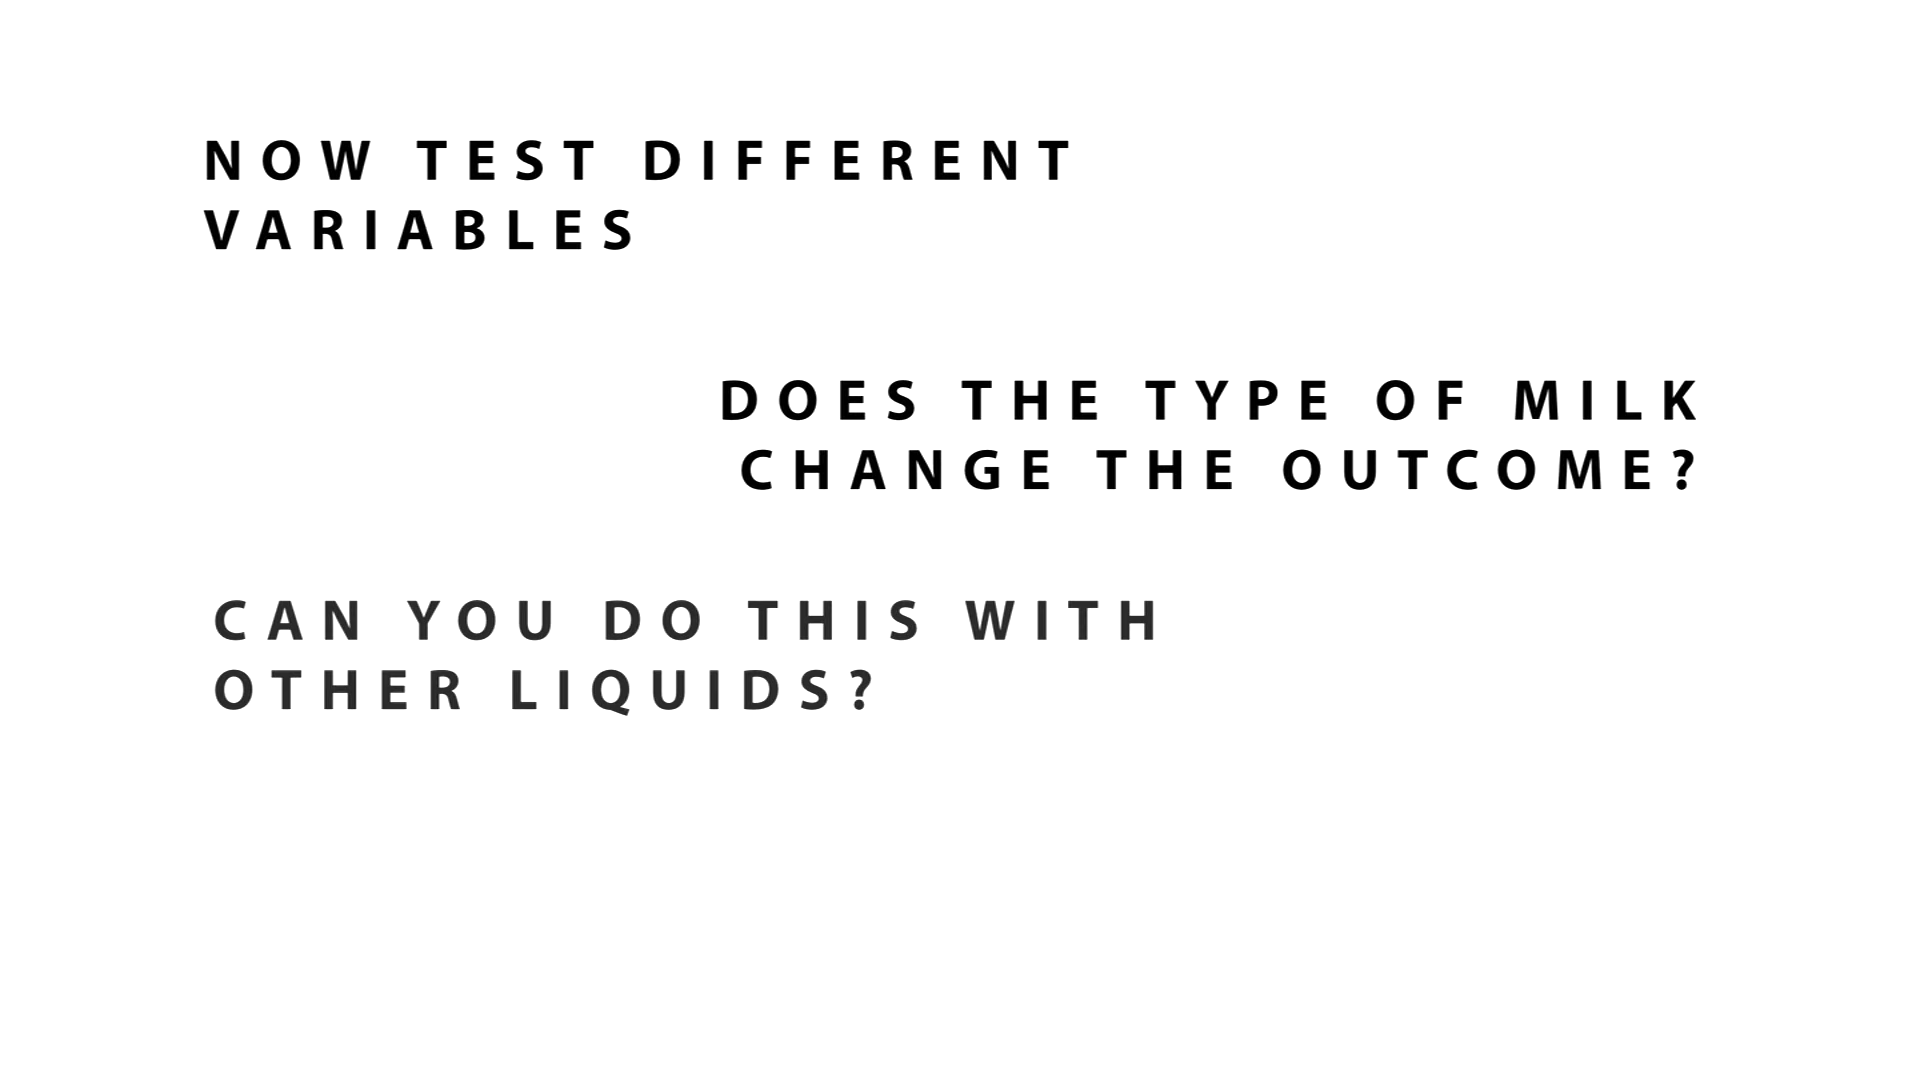 NOW TEST DIFFERENT
VARIABLES
DOES THE TYPE OF MILK
CHANGE THE OUTCOME?
CAN YOU DO THIS WITH
OTHER LIQUIDS?